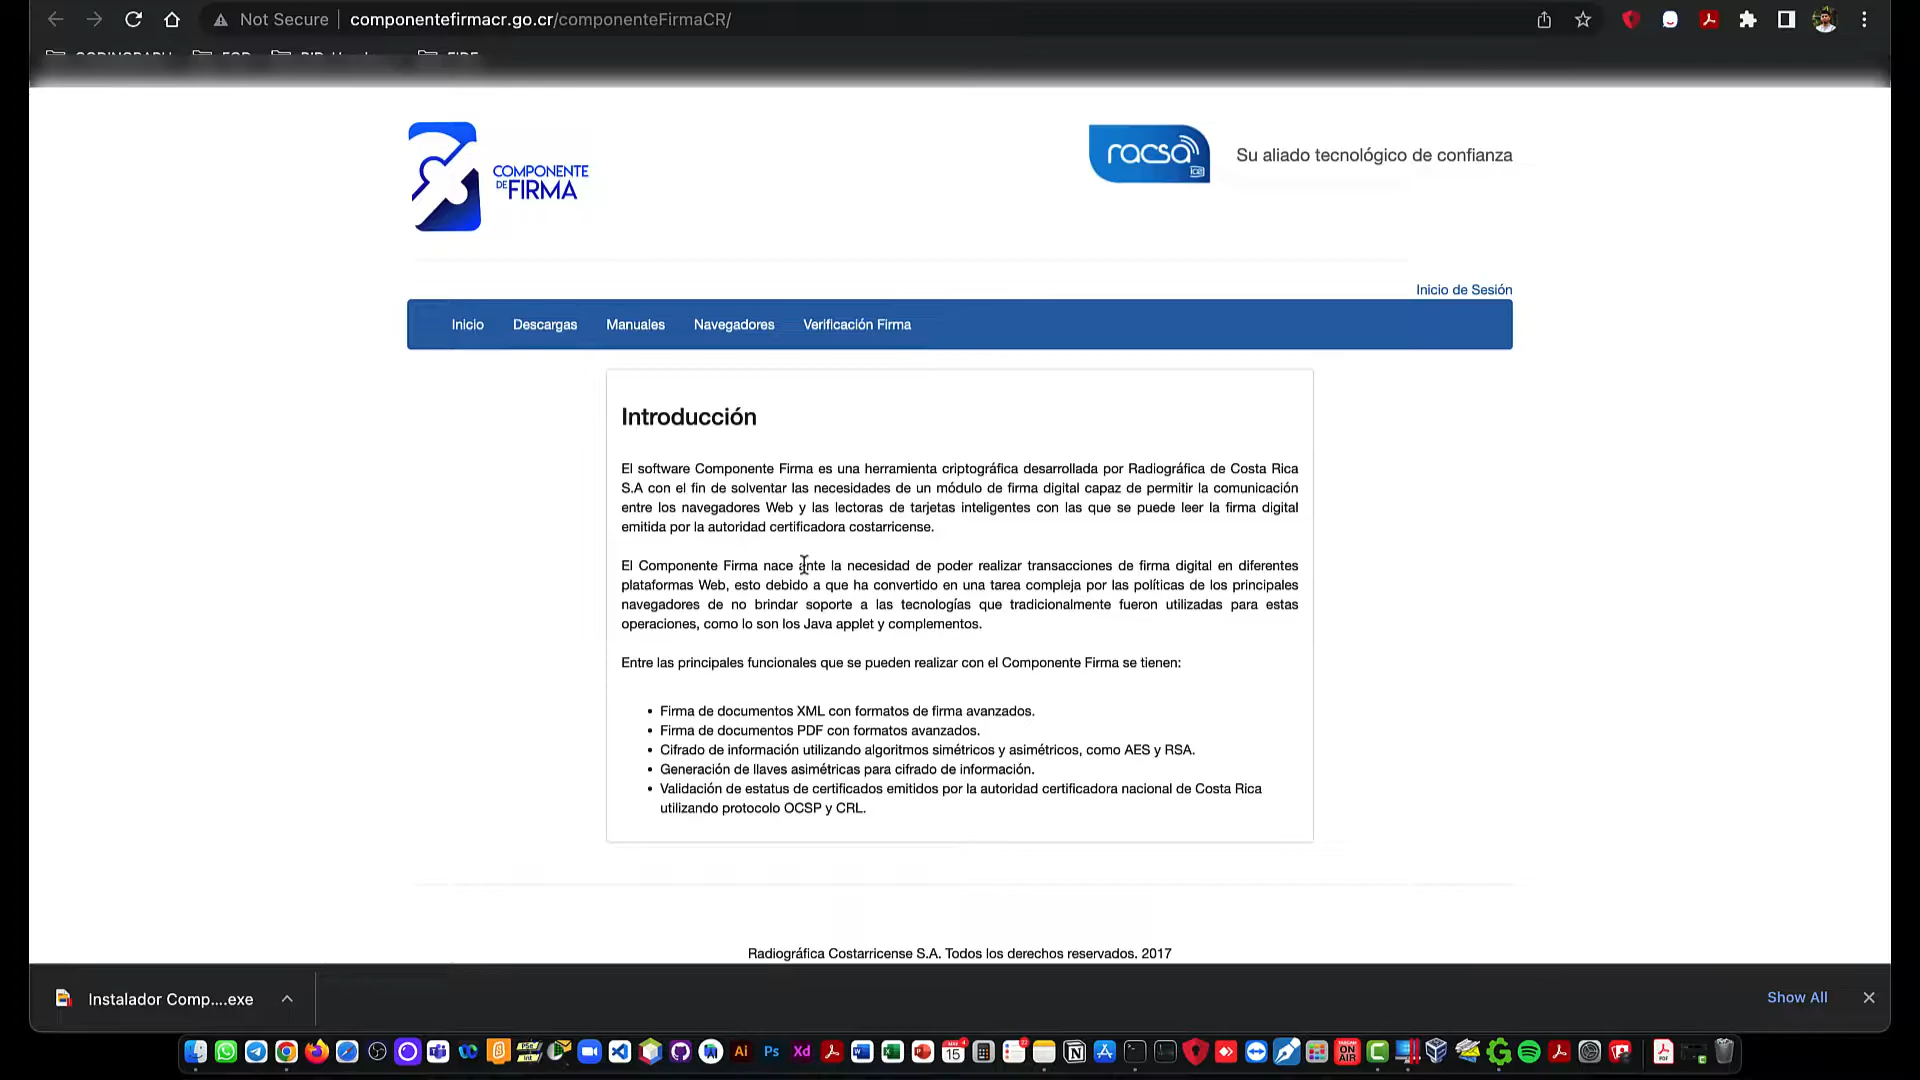 Not Secure
componentefirmacr.go.cr/componenteFirmaCR/
COMPONENTE
DE FIRMA
racsa
Su aliado tecnológico de confianza
Inicio de Sesión
Inicio Descargas Manuales Navegadores Verificación Firma
Introducción
El software Componente Firma es una herramienta criptográfica desarrollada por Radiográfica de Costa Rica
S.A con el fin de solventar las necesidades de un módulo de firma digital capaz de permitir la comunicación
entre los navegadores Web y las lectoras de tarjetas inteligentes con las que se puede leer la firma digital
emitida por la autoridad certificadora costarricense.
El Componente Firma nace ante la necesidad de poder realizar transacciones de firma digital en diferentes
plataformas Web, esto debido a que ha convertido en una tarea compleja por las políticas de los principales
navegadores de no brindar soporte a las tecnologías que tradicionalmente fueron utilizadas para estas
operaciones, como lo son los Java applet y complementos.
Entre las principales funcionales que se pueden realizar con el Componente Firma se tienen:
• Firma de documentos XML con formatos de firma avanzados.
• Firma de documentos PDF con formatos avanzados.
• Cifrado de información utilizando algoritmos simétricos y asimétricos, como AES y RSA.
• Generación de llaves asimétricas para cifrado de información.
• Validación de estatus de certificados emitidos por la autoridad certificadora nacional de Costa Rica
utilizando protocolo OCSP y CRL.
Radiográfica Costarricense S.A. Todos los derechos reservados. 2017
Instalador Comp....exe
Show All
Ai Ps Xd
15
ON AIR